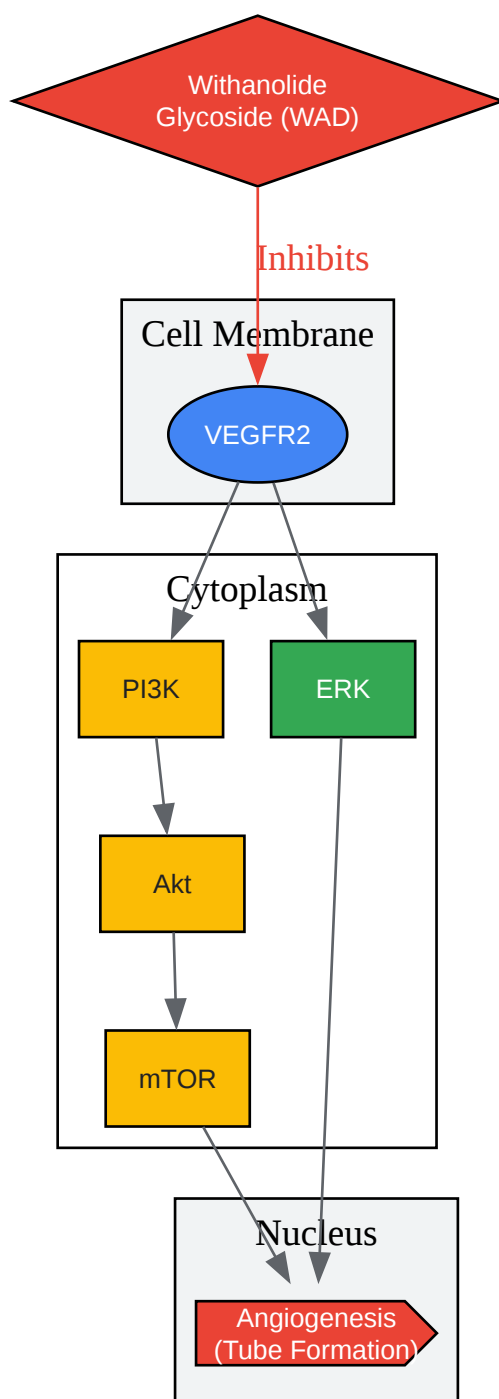 Withanolide
Glycoside (WAD)
Inhibits
Cell Membrane
VEGFR2
Cytoplasm
PI3K
ERK
Akt
mTOR
Nucleus
Angiogenesis
(Tube Formation)